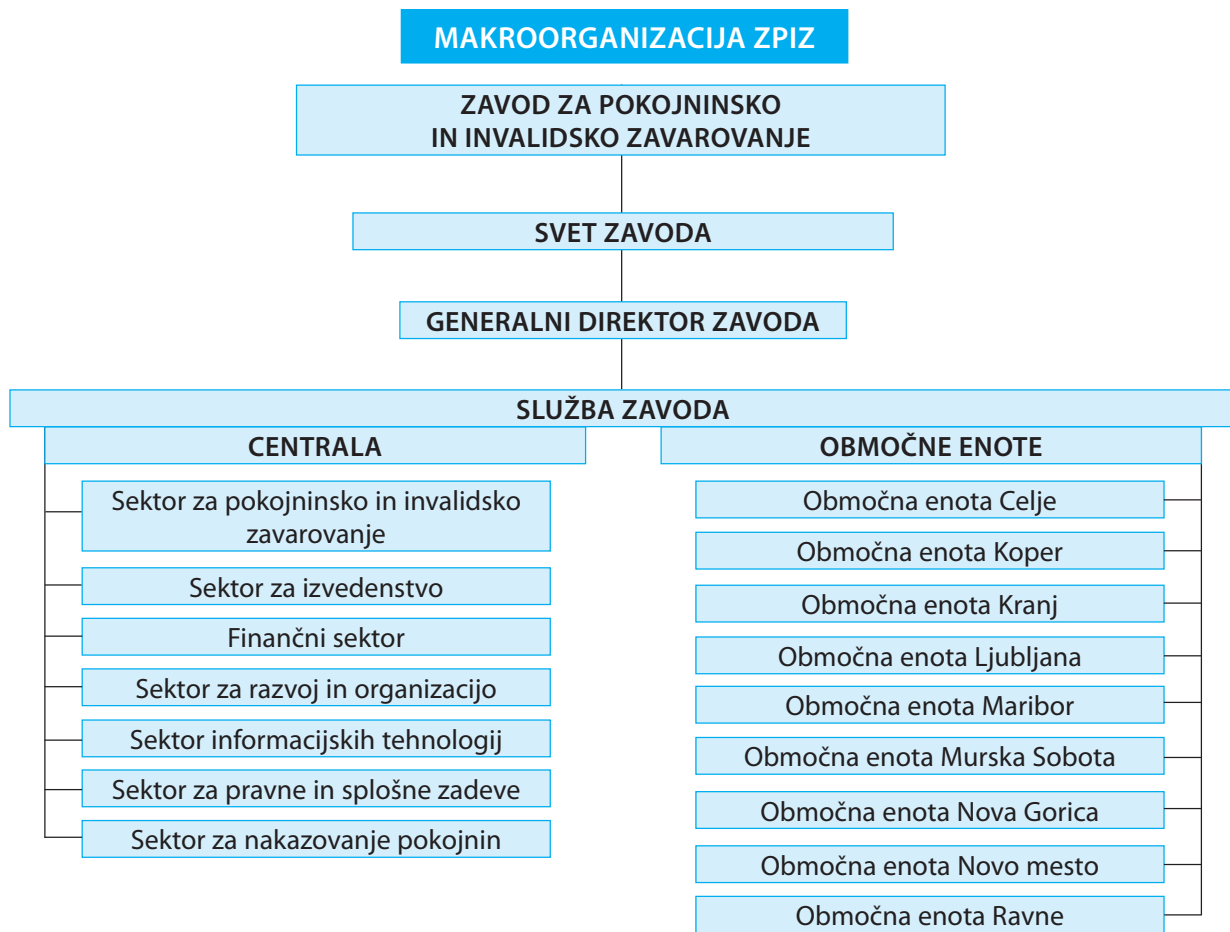 MAKROORGANIZACIJA ZPIZ
ZAVOD ZA POKOJNINSKO
IN INVALIDSKO ZAVAROVANJE
SVET ZAVODA
GENERALNI DIREKTOR ZAVODA
SLUŽBA ZAVODA
CENTRALA
Sektor za pokojninsko in invalidsko
zavarovanje
Sektor za izvedenstvo
Finančni sektor
Sektor za razvoj in organizacijo
Sektor informacijskih tehnologij
Sektor za pravne in splošne zadeve
Sektor za nakazovanje pokojnin
OBMOČNE ENOTE
Območna enota Celje
Območna enota Koper
Območna enota Kranj
Območna enota Ljubljana
Območna enota Maribor
Območna enota Murska Sobota
Območna enota Nova Gorica
Območna enota Novo mesto
Območna enota Ravne